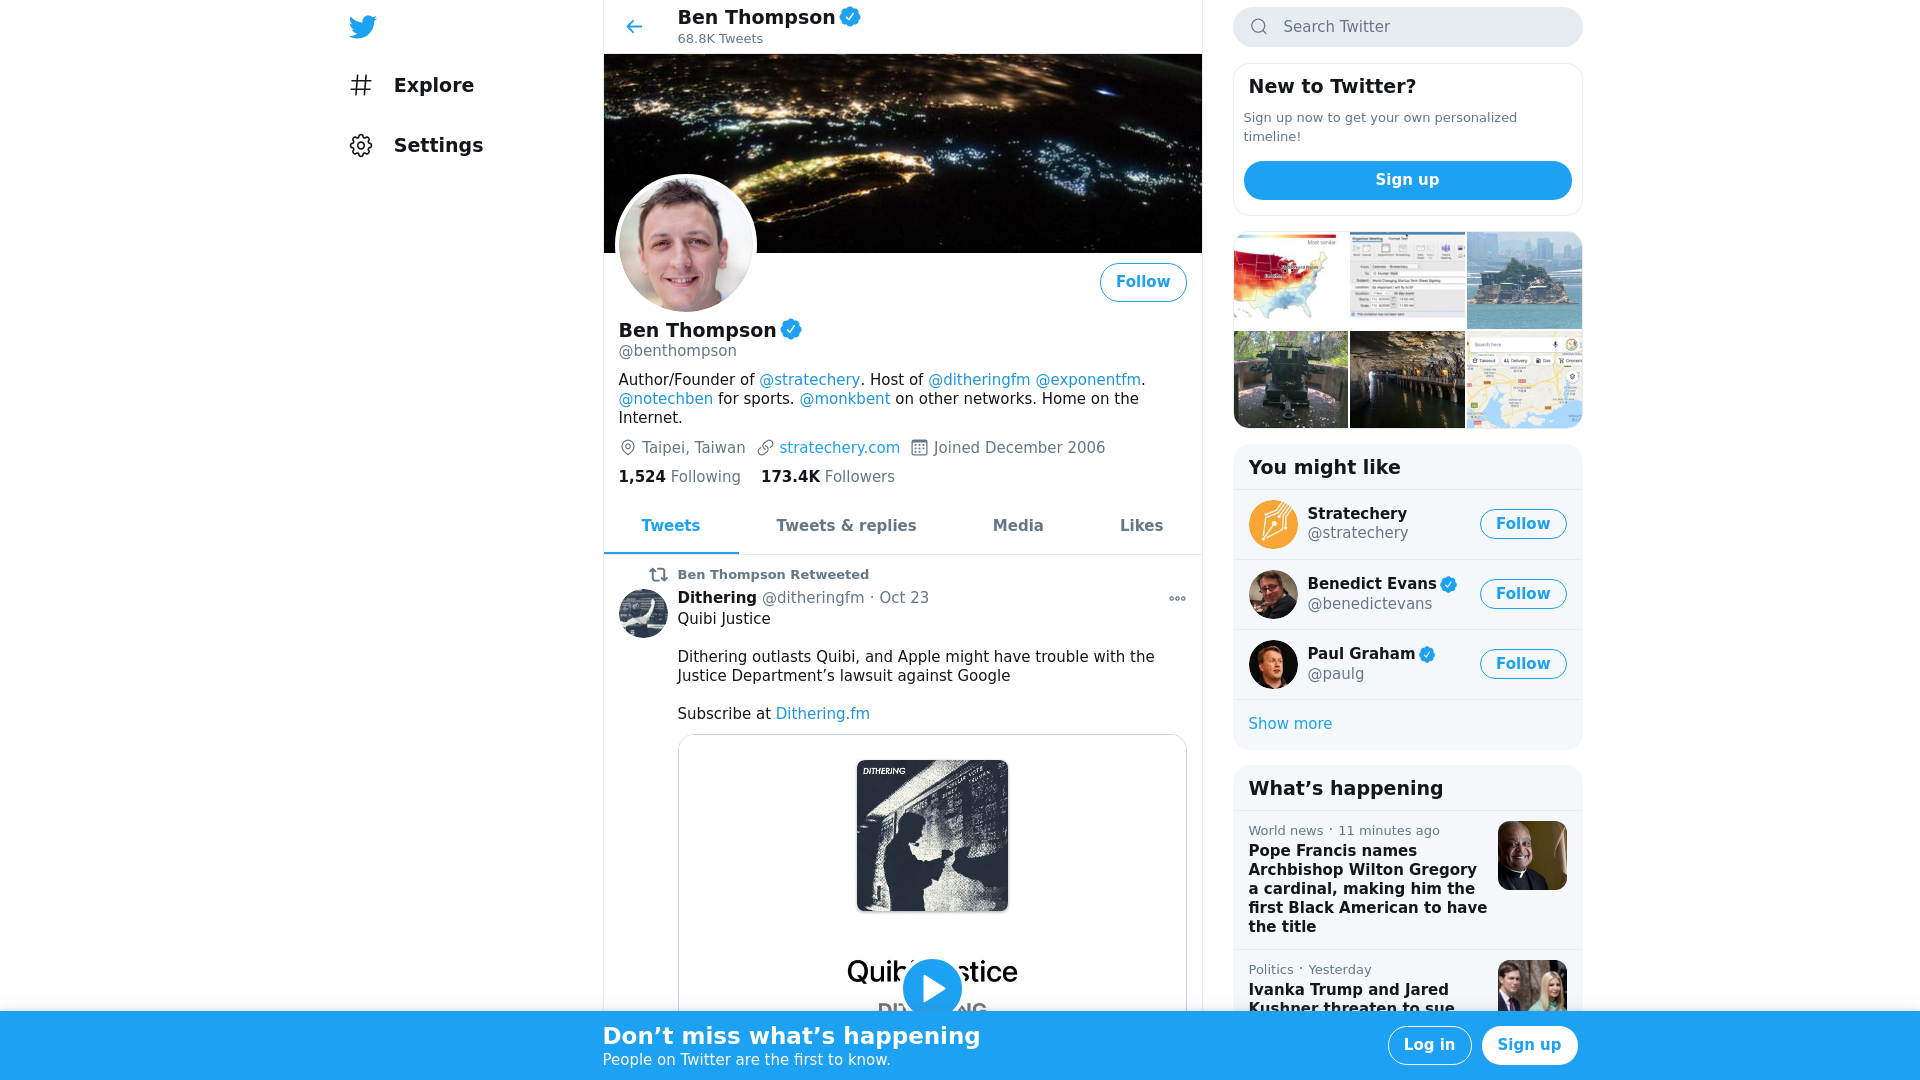 Explore
Settings
Ben Thompson
68.8K Tweets
Follow
Ben Thompson
@benthompson
Author/Founder of @stratechery. Host of @ditheringfm @exponentfm.
@notechben for sports. @monkbent on other networks. Home on the
Internet.
Taipei, Taiwan stratechery.com Joined December 2006
1,524 Following 173.4K Followers
Tweets Tweets & replies Media Likes
Ben Thompson Retweeted
Dithering @ditheringfm · Oct 23
Quibi Justice
Dithering outlasts Quibi, and Apple might have trouble with the
Justice Department’s lawsuit against Google
Subscribe at Dithering.fm
DITHERING
Search Twitter
New to Twitter?
Sign up now to get your own personalized
timeline!
Sign up
Most similar
Search here
You might like
Stratechery
@stratechery
Follow
Benedict Evans
@benedictevans
Follow
Paul Graham
@paulg
Follow
Show more
What’s happening
World news · 11 minutes ago
Pope Francis names
Archbishop Wilton Gregory
a cardinal, making him the
first Black American to have
the title
Politics · Yesterday
Ivanka Trump and Jared
Kushner threaten to sue
Don’t miss what’s happening
People on Twitter are the first to know.
Log in
Sign up